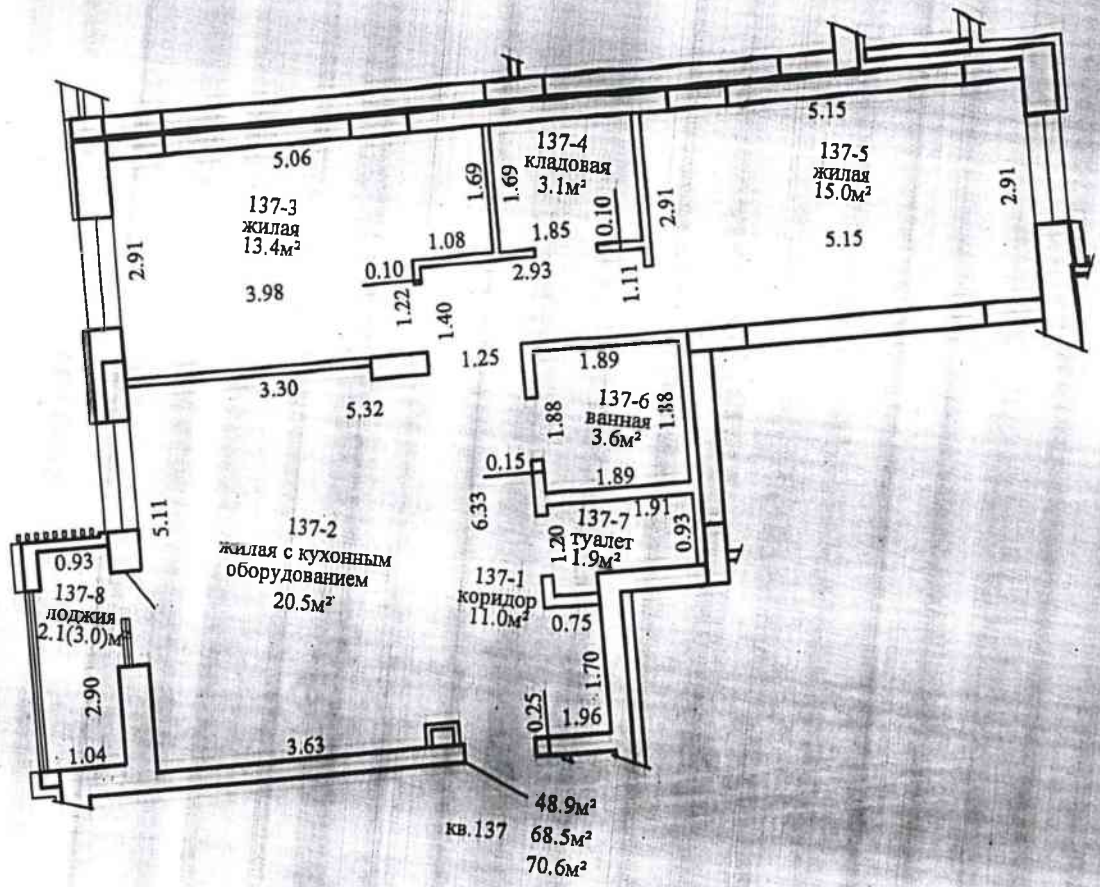 5.15
137-4
кладовая
3.1м²
137-5
жилая
15.0м²
5.06
1.69
1.69
137-3
жилая
13.4м²
2.91
2.91
0.10
1.08
1.85
2.93
5.15
2.91
0.10
3.98
1.22
1.40
1.11
1.25
1.89
3.30
5.32
137-6
ванная
3.6м²
1.88
1.88
0.15
1.89
6.33
1.91
5.11
137-2
жилая с кухонным
оборудованием
20.5м²
137-7
туалет
1.9м²
1.20
0.93
0.93
137-8
лоджия
2.1(3.0)м²
137-1
коридор
11.0м²
0.75
1.70
2.90
0.25
1.96
1.04
3.63
48.9м²
кв.137 68.5м²
70.6м²